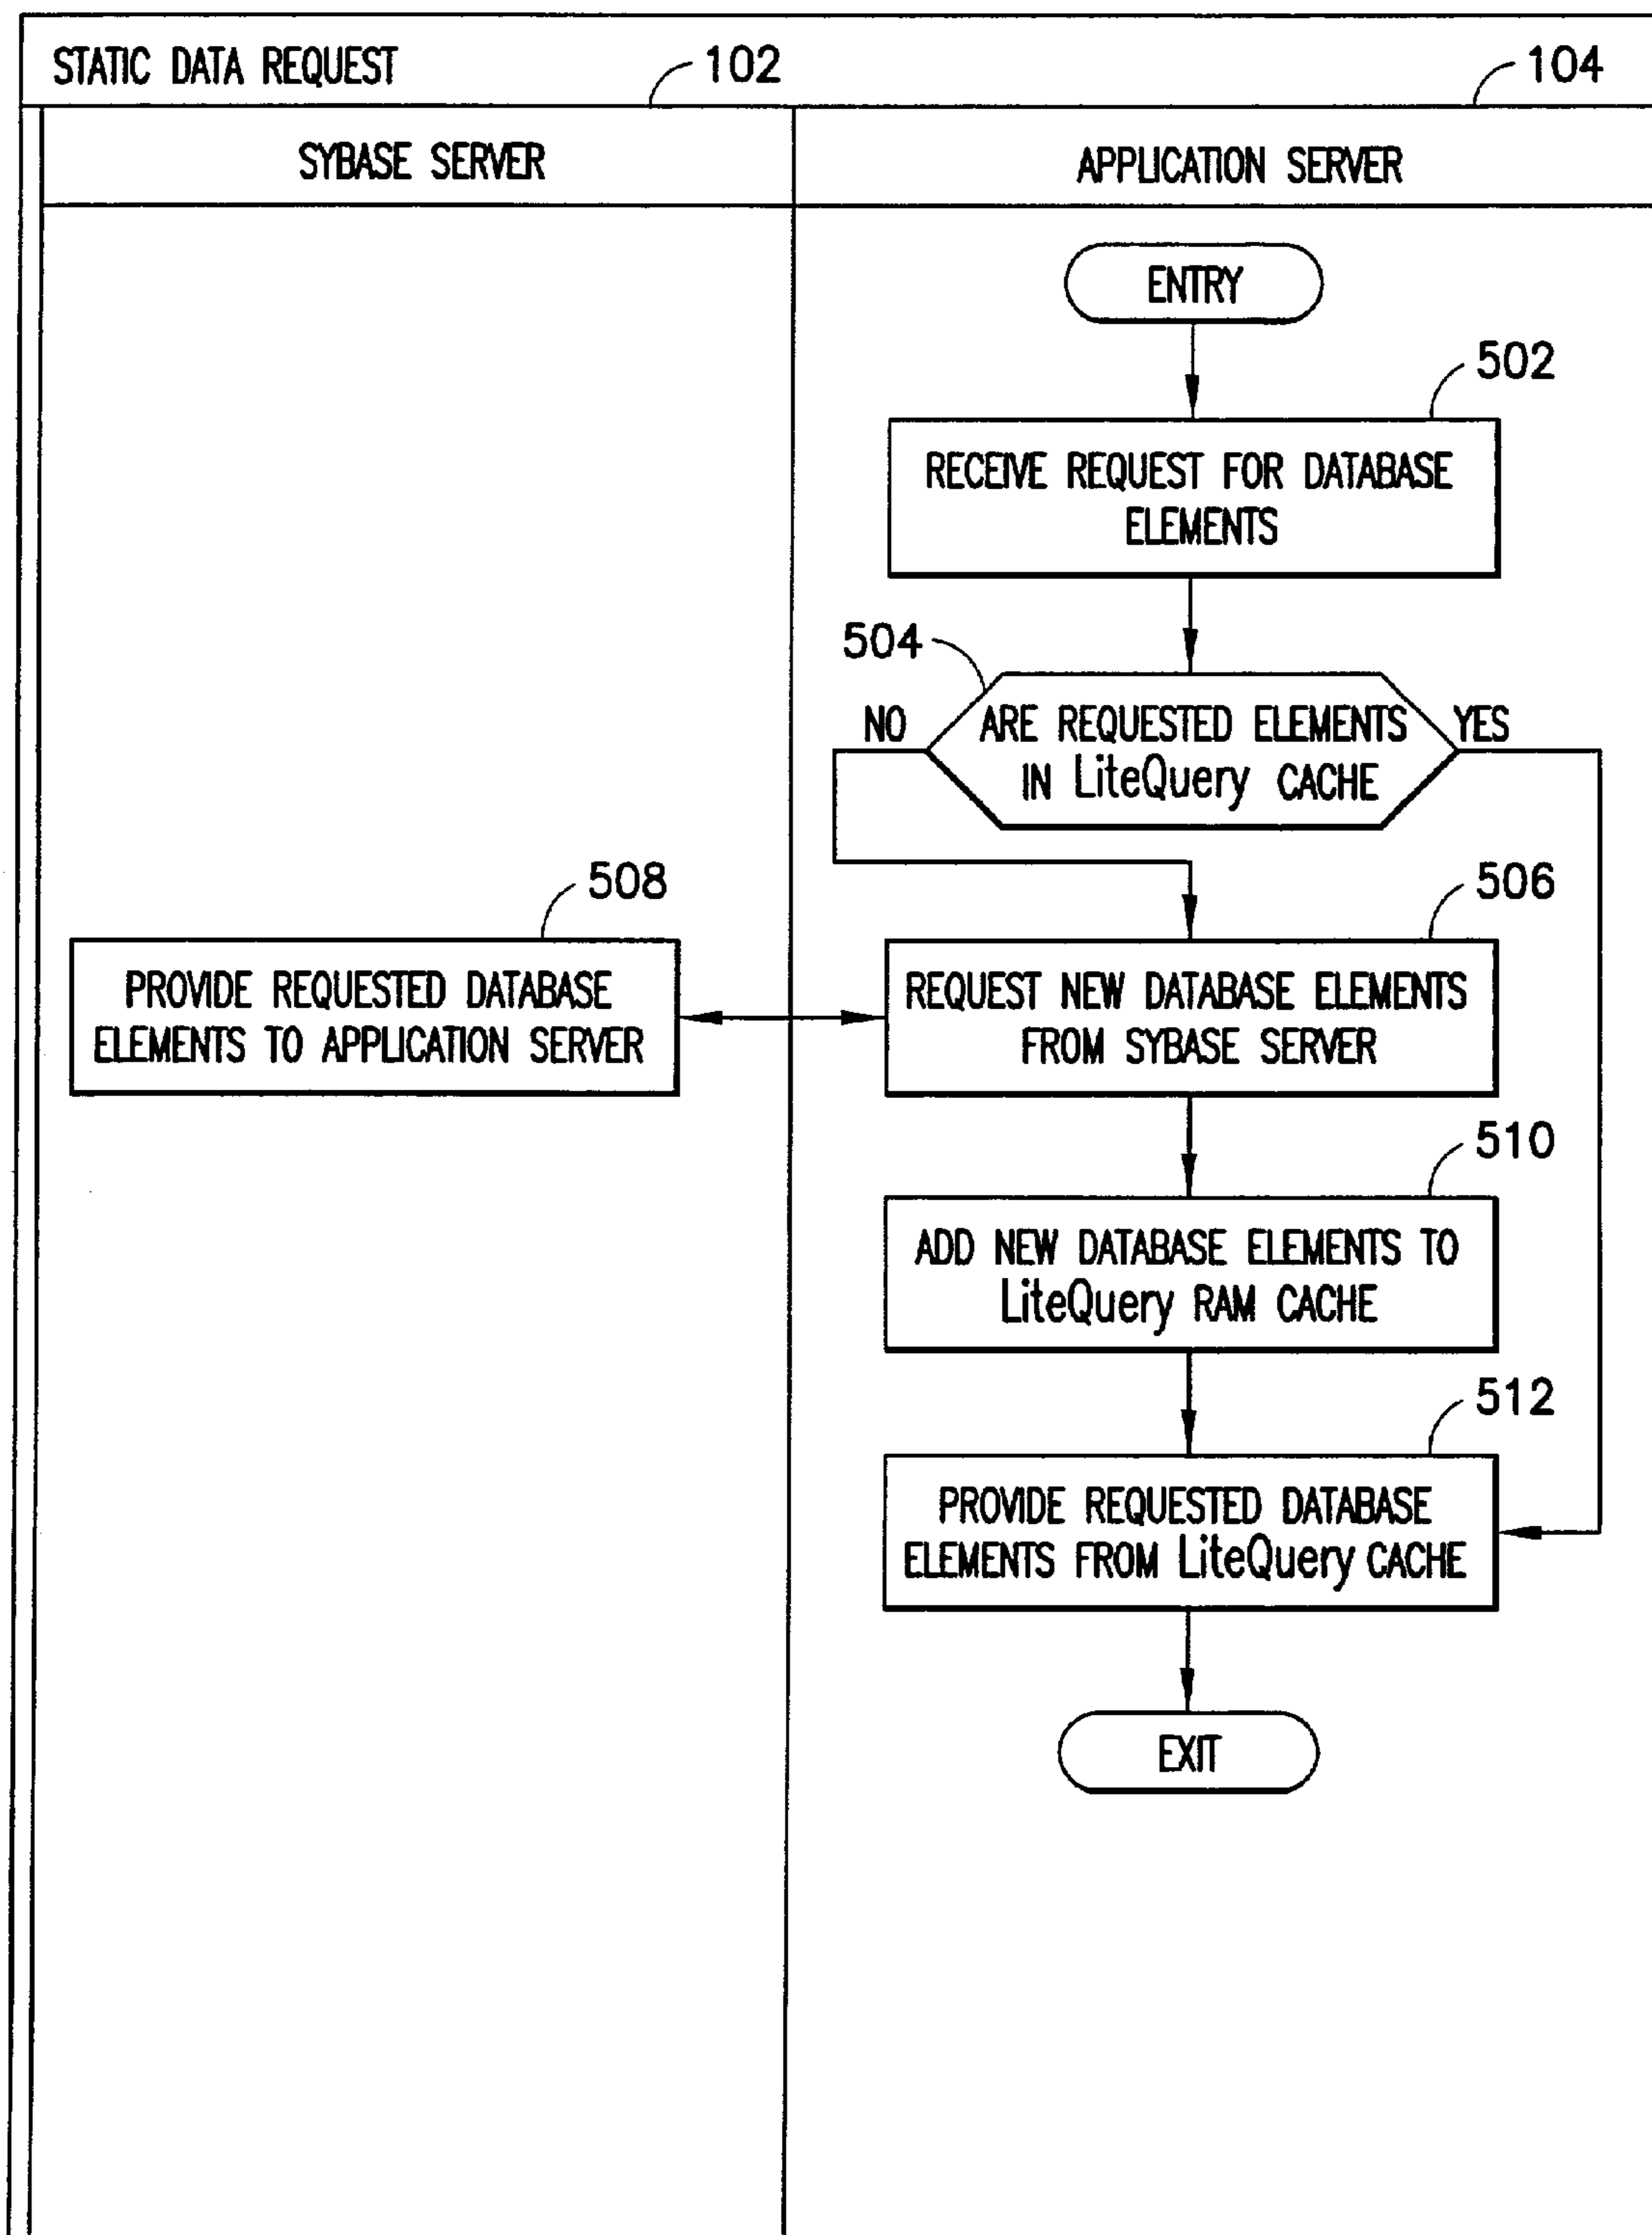 STATIC DATA REQUEST
102
104
SYBASE SERVER
APPLICATION SERVER
ENTRY
502
RECEIVE REQUEST FOR DATABASE
ELEMENTS
504
NO
ARE REQUESTED ELEMENTS
IN LiteQuery CACHE
YES
508
506
PROVIDE REQUESTED DATABASE
ELEMENTS TO APPLICATION SERVER
REQUEST NEW DATABASE ELEMENTS
FROM SYBASE SERVER
510
ADD NEW DATABASE ELEMENTS TO
LiteQuery RAM CACHE
512
PROVIDE REQUESTED DATABASE
ELEMENTS FROM LiteQuery CACHE
EXIT